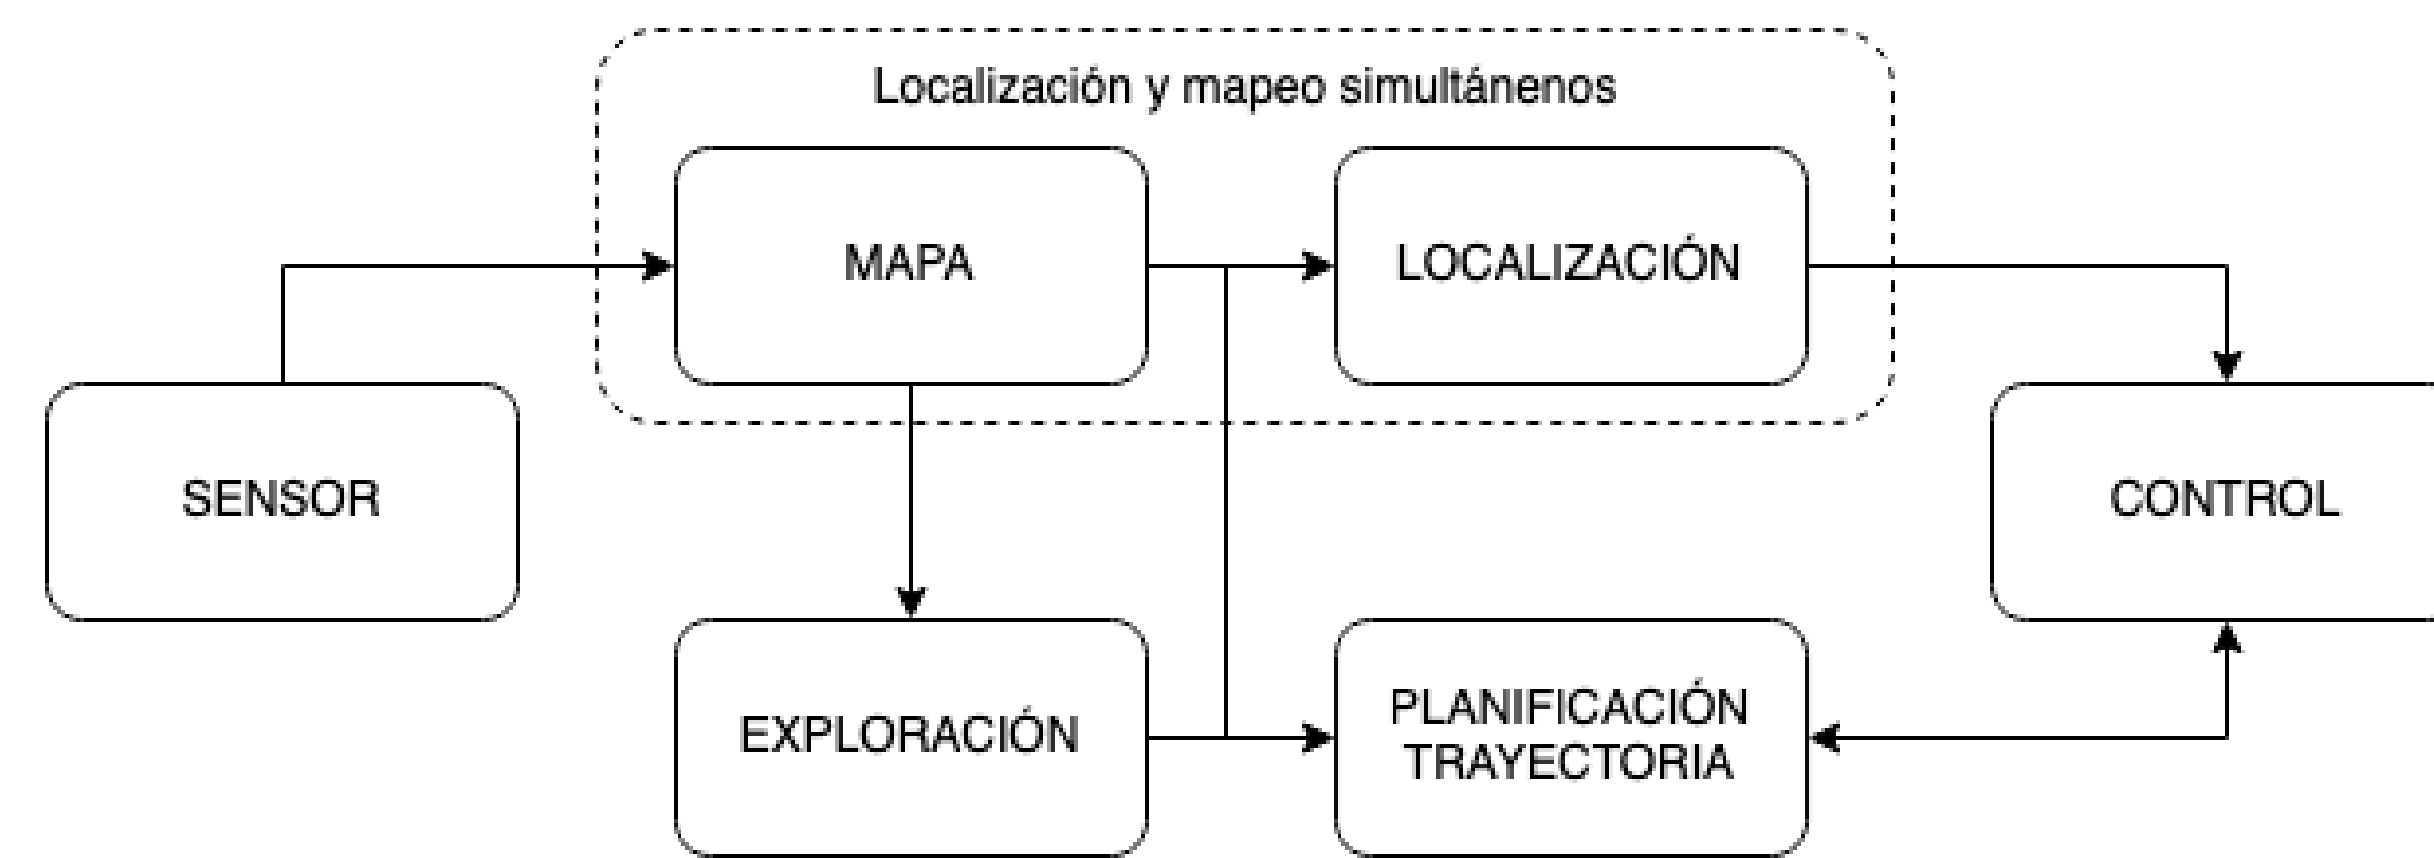 Localización y mapeo simultánenos
MAPA
LOCALIZACIÓN
SENSOR
CONTROL
EXPLORACIÓN
PLANIFICACIÓN
TRAYECTORIA